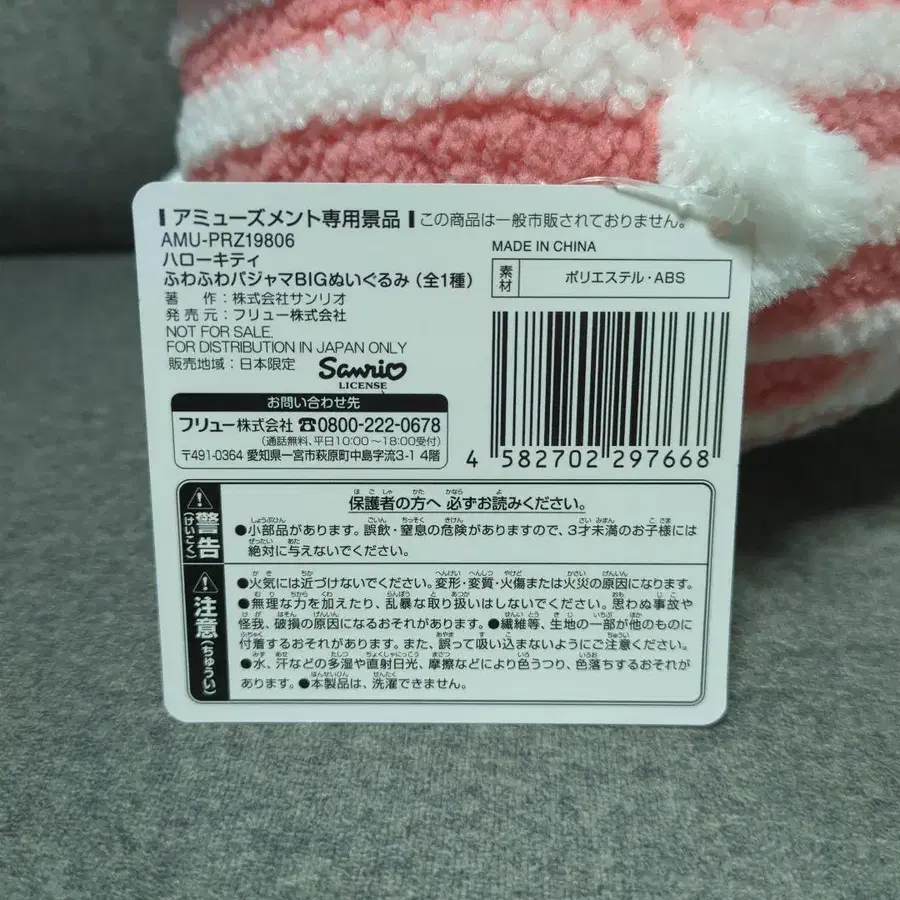 アミューズメント専用景品 この商品は一般市販されておりません。
AMU-PRZ19806
ハローキティ
ふわふわパジャマBIGぬいぐるみ（全1種）
著　作：株式会社サンリオ
発売元：フリュー株式会社
NOT FOR SALE.
FOR DISTRIBUTION IN JAPAN ONLY
販売地域：日本限定
Sanrio
LICENSE
お問い合わせ先
フリュー株式会社 ☎0800-222-0678
（通話無料、平日10:00～18:00受付）
〒491-0364 愛知県一宮市萩原町中島字流3-1 4階
MADE IN CHINA
素材 ポリエステル・ABS
4 582702 297668
保護者の方へ 必ずお読みください。
警告（けいこく）
●小部品があります。誤飲・窒息の危険がありますので、3才未満のお子様には
絶対に与えないでください。
注意（ちゅうい）
●火気には近づけないでください。変形・変質・火傷または火災の原因になります。
●無理な力を加えたり、乱暴な取り扱いはしないでください。思わぬ事故や
怪我、破損の原因になるおそれがあります。●繊維等、生地の一部が他のものに
付着するおそれがあります。また、誤って吸い込まないようにご注意ください。
●水、汗などの多湿や直射日光、摩擦などにより色うつり、色落ちするおそれが
あります。●本製品は、洗濯できません。